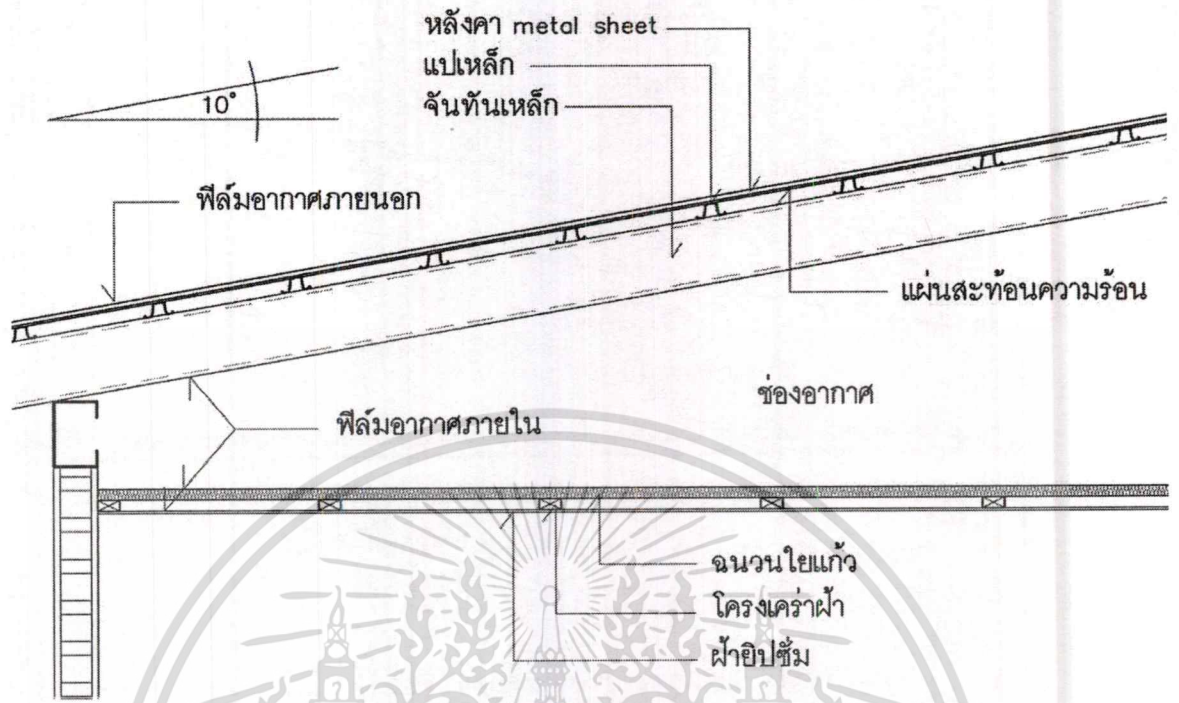 หลังคา metal sheet
แปเหล็ก
จันทันเหล็ก
10°
ฟิล์มอากาศภายนอก
แผ่นสะท้อนความร้อน
ช่องอากาศ
ฟิล์มอากาศภายใน
ฉนวนใยแก้ว
โครงเคร่าฝ้า
ฝ้ายิปซั่ม